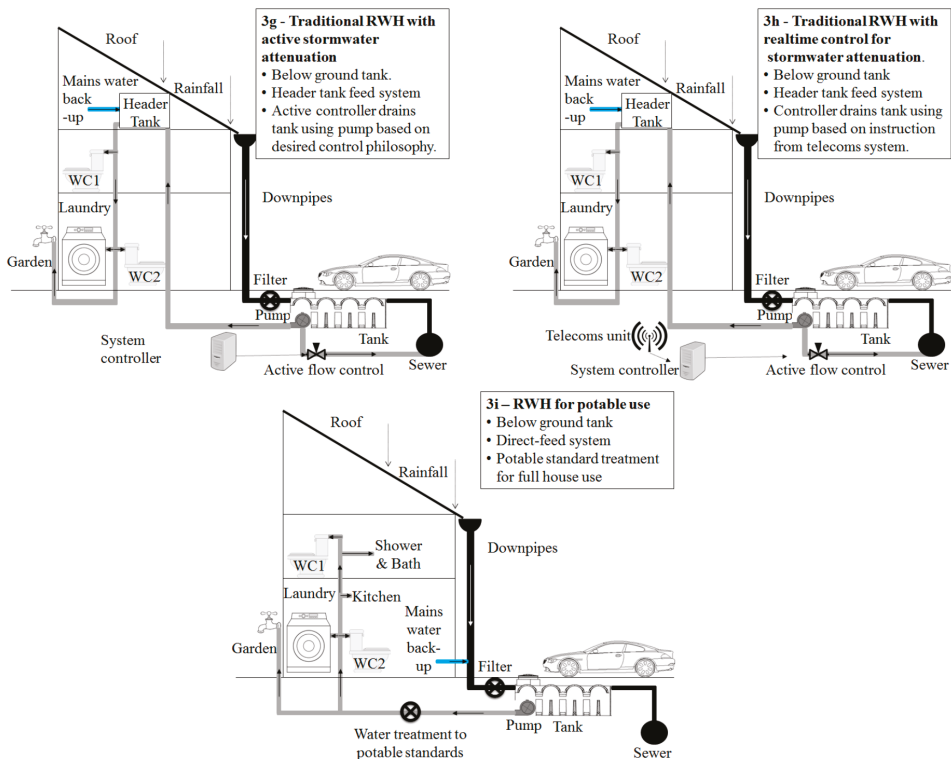 3g - Traditional RWH with
active stormwater
attenuation
• Below ground tank.
• Header tank feed system
• Active controller drains
tank using pump based on
desired control philosophy.
Roof
Mains water
back
-up
Rainfall
Header
Tank
WC1
Downpipes
Laundry
Garden
WC2
Filter
Pump
Tank
System
controller
Active flow control
Sewer
3h - Traditional RWH with
realtime control for
stormwater attenuation.
• Below ground tank
• Header tank feed system
• Controller drains tank using
pump based on instruction
from telecoms system.
Roof
Mains water
back
-up
Rainfall
Header
Tank
WC1
Downpipes
Laundry
Garden
WC2
Filter
Pump
Tank
Telecoms unit
System controller
Active flow control
Sewer
3i – RWH for potable use
• Below ground tank
• Direct-feed system
• Potable standard treatment
for full house use
Roof
Rainfall
Downpipes
Shower
& Bath
WC1
Laundry
Kitchen
Mains
water
back-
up
Garden
WC2
Filter
Pump
Tank
Water treatment to
potable standards
Sewer